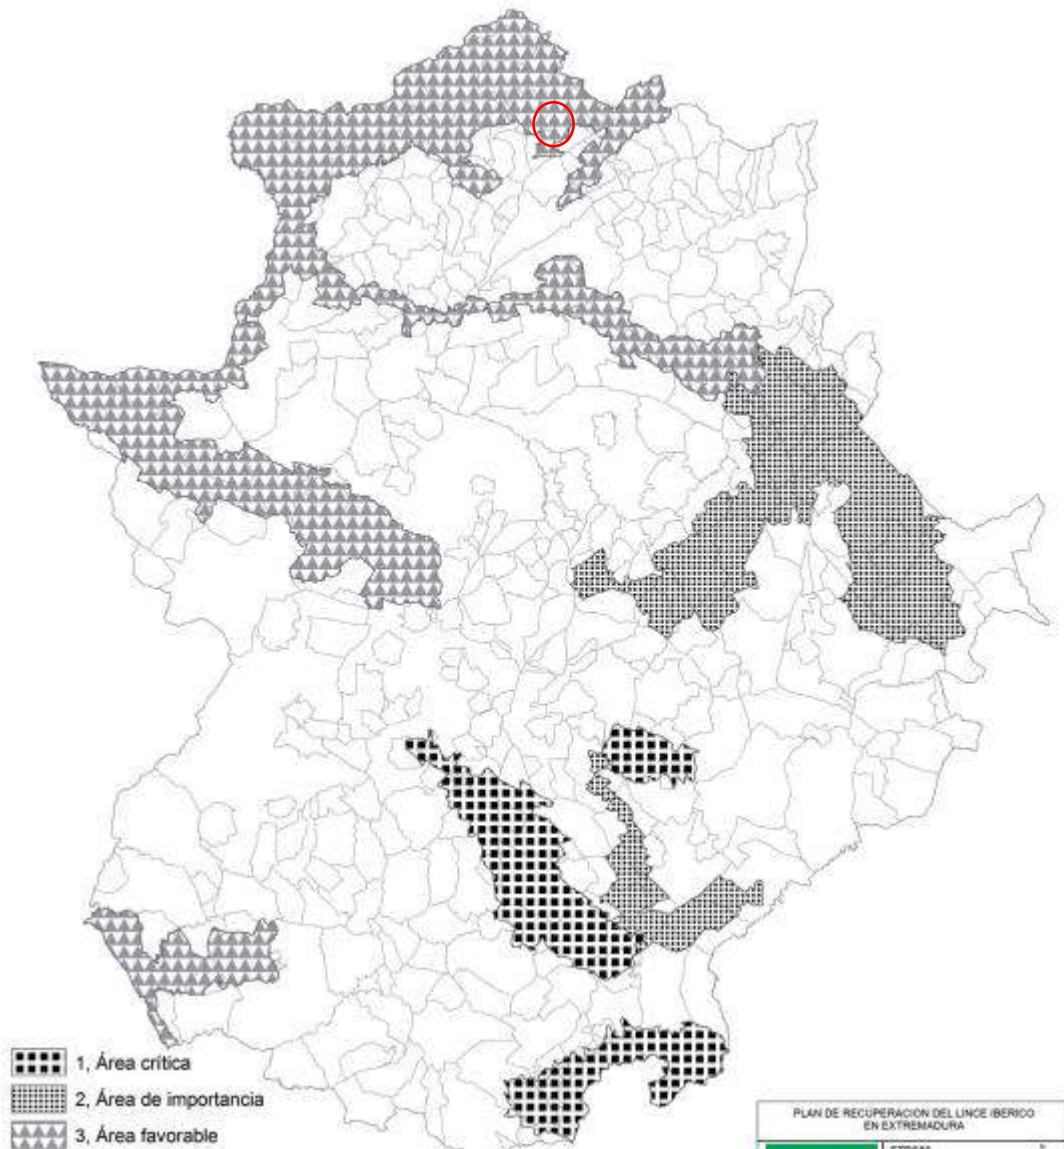 1, Área crítica
2, Área de importancia
3, Área favorable
PLAN DE RECUPERACION DEL LINCE IBERICO
EN EXTREMADURA